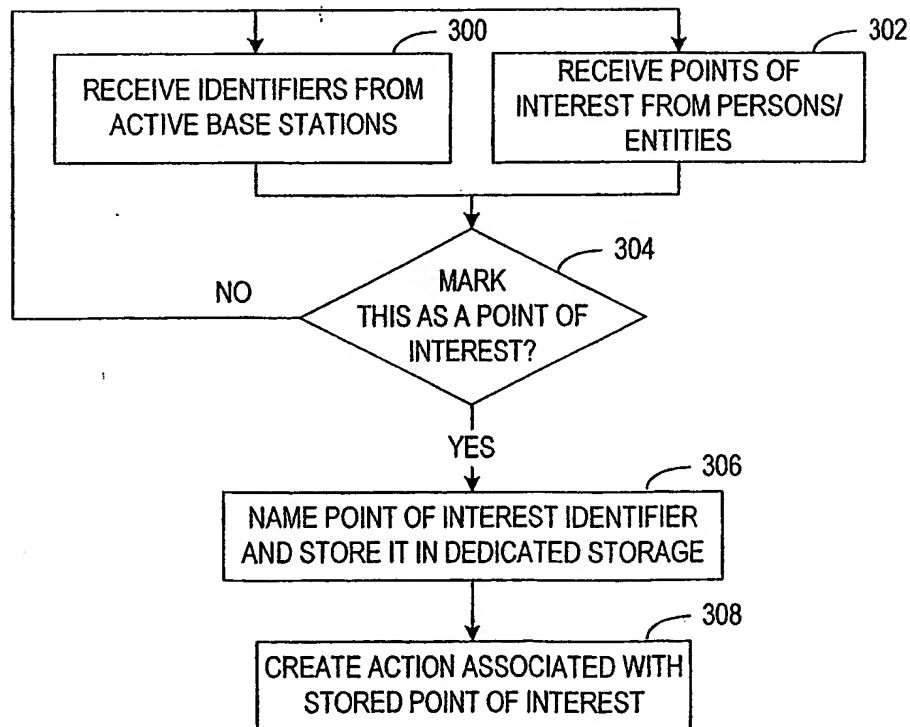 300
RECEIVE IDENTIFIERS FROM
ACTIVE BASE STATIONS
302
RECEIVE POINTS OF
INTEREST FROM PERSONS/
ENTITIES
304
MARK
THIS AS A POINT OF
INTEREST?
NO
YES
306
NAME POINT OF INTEREST IDENTIFIER
AND STORE IT IN DEDICATED STORAGE
308
CREATE ACTION ASSOCIATED WITH
STORED POINT OF INTEREST